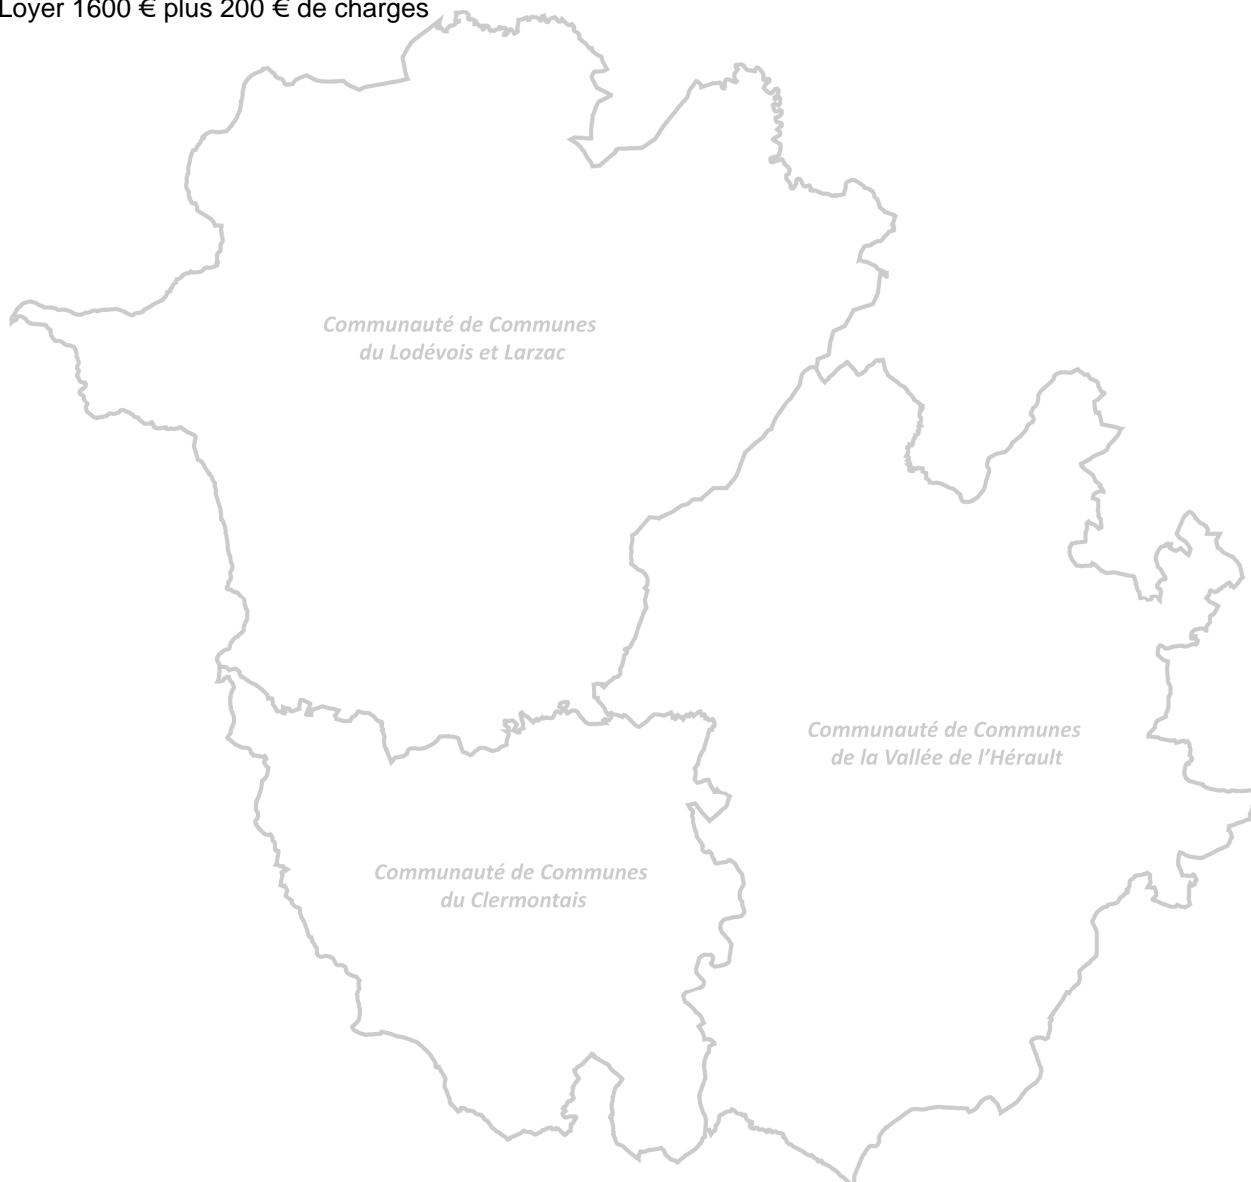 Loyer 1600 € plus 200 € de charges
Communauté de Communes
du Lodévois et Larzac
Communauté de Communes
de la Vallée de l'Hérault
Communauté de Communes
du Clermontais